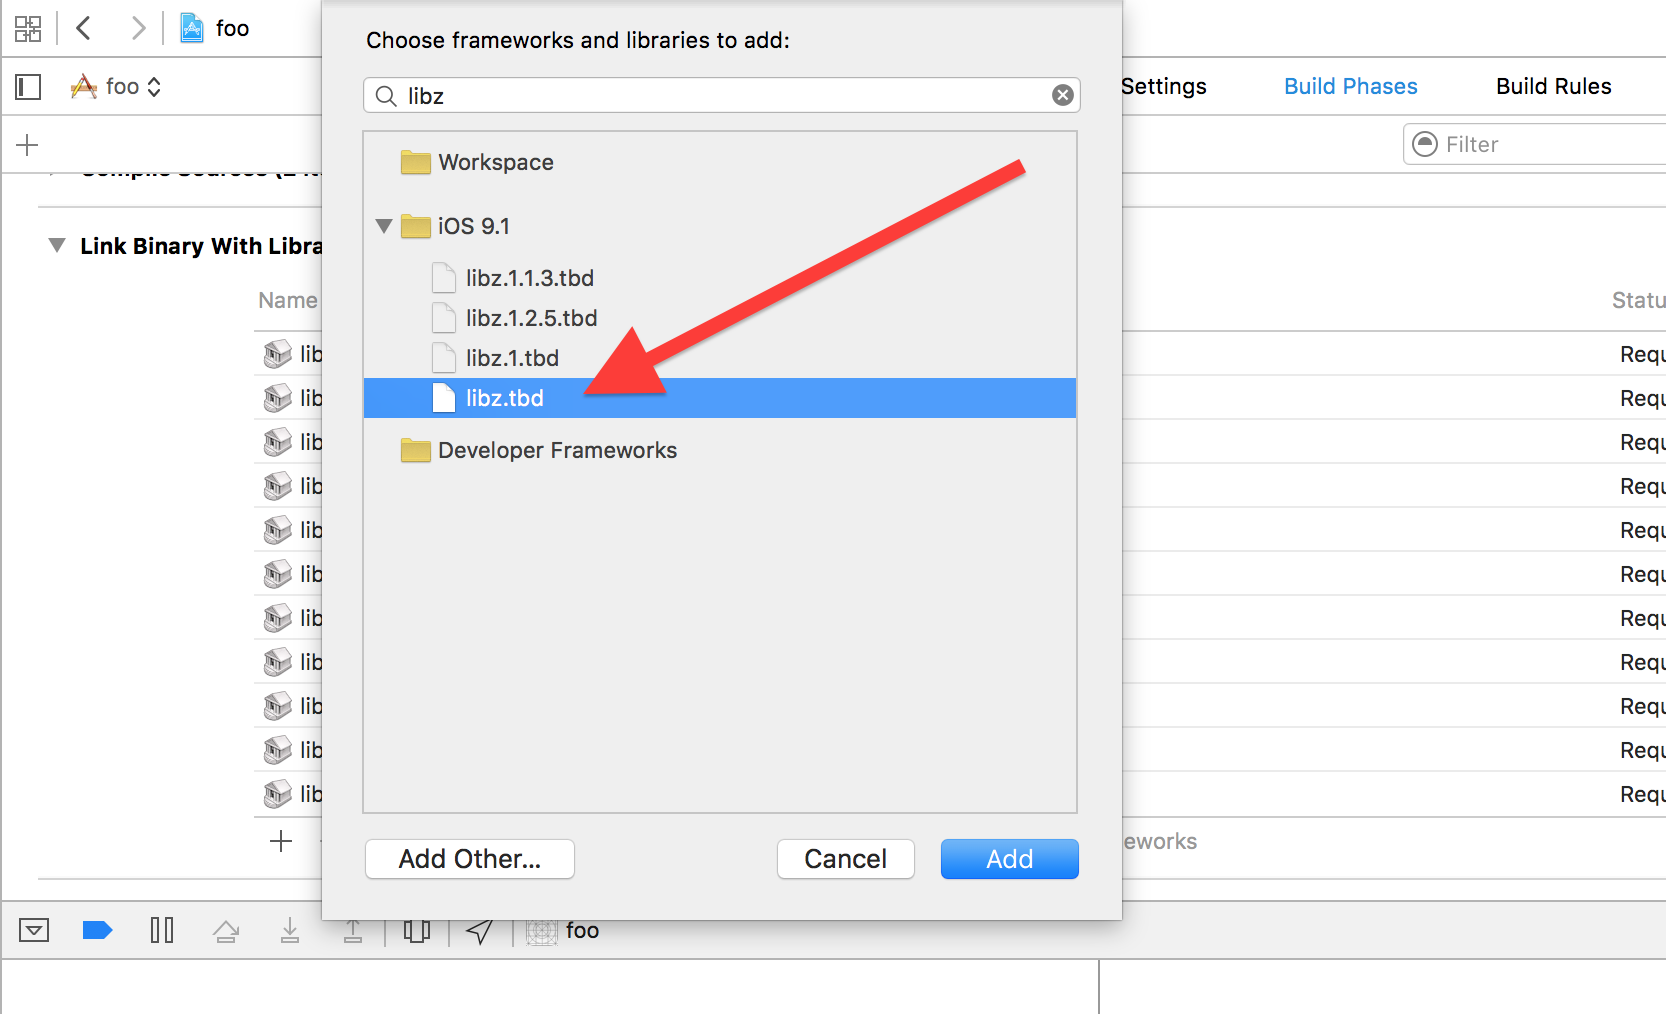 foo
Choose frameworks and libraries to add:
foo
libz
Settings
Build Phases
Build Rules
Filter
Workspace
iOS 9.1
Link Binary With Libra
libz.1.1.3.tbd
Name
Statu
libz.1.2.5.tbd
lib
libz.1.tbd
Requ
lib
libz.tbd
Requ
lib
Developer Frameworks
Requ
lib
Requ
lib
Requ
lib
Requ
lib
Requ
lib
Requ
lib
Requ
lib
Requ
lib
Requ
eworks
Add Other...
Cancel
Add
foo